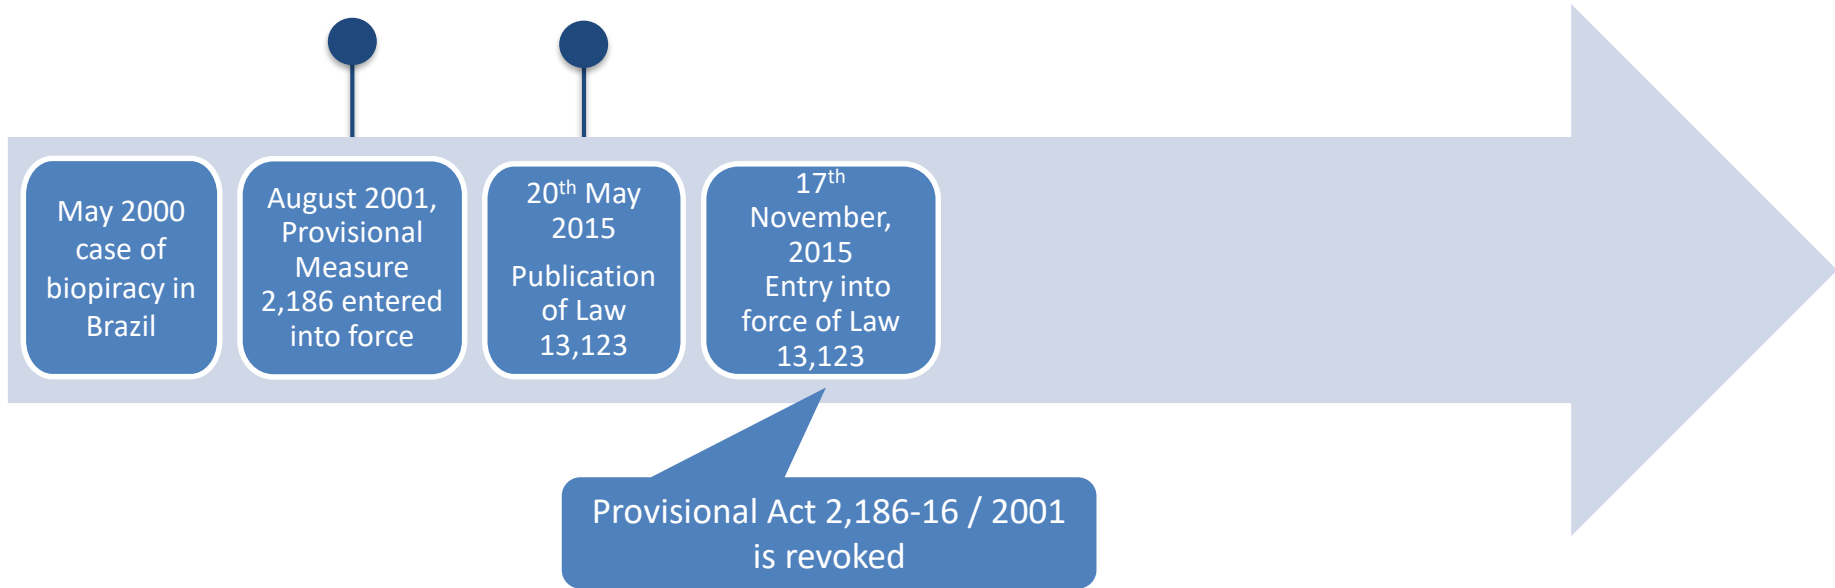 May 2000
case of
biopiracy in
Brazil
August 2001,
Provisional
Measure
2,186 entered
into force
20th May
2015
Publication
of Law
13,123
17th
November,
2015
Entry into
force of Law
13,123
Provisional Act 2,186-16 / 2001
is revoked